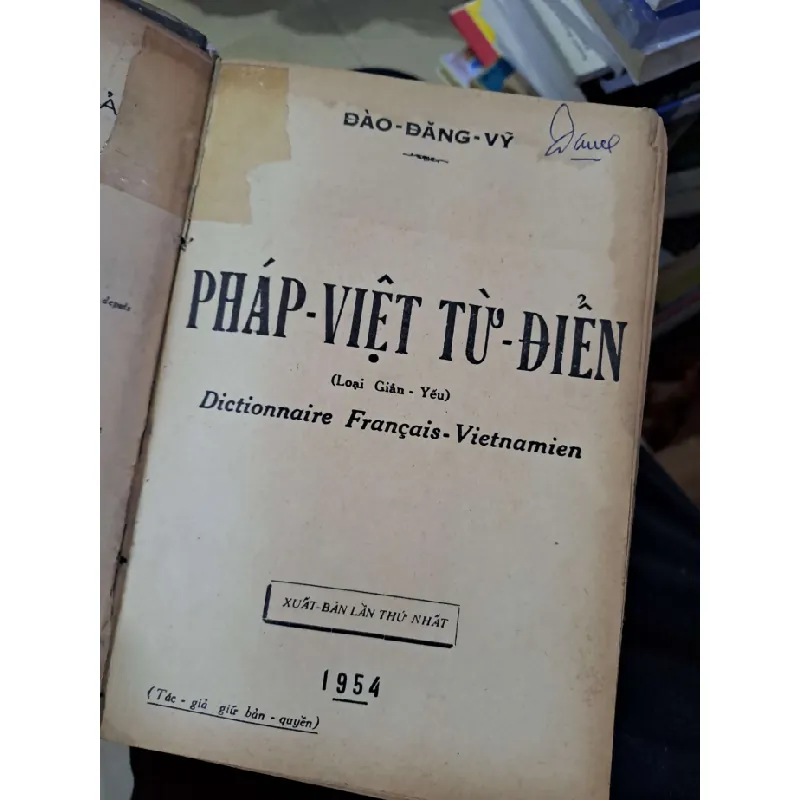 Ả
depuis
ĐÀO-ĐĂNG-VỸ
PHÁP-VIỆT TỪ-ĐIỂN
(Loại Giản-Yếu)
Dictionnaire Français-Vietnamien
XUẤT-BẢN LẦN THỨ NHẤT
1954
(Tác-giả giữ bản-quyền)